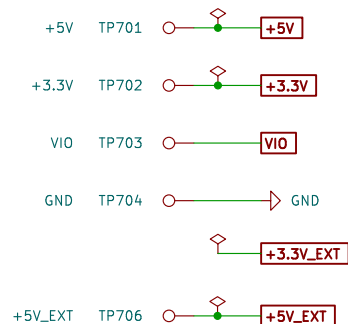 +5V TP701 +5V
+3.3V TP702 +3.3V
VIO TP703 VIO
GND TP704 GND
+3.3V_EXT
+5V_EXT TP706 +5V_EXT